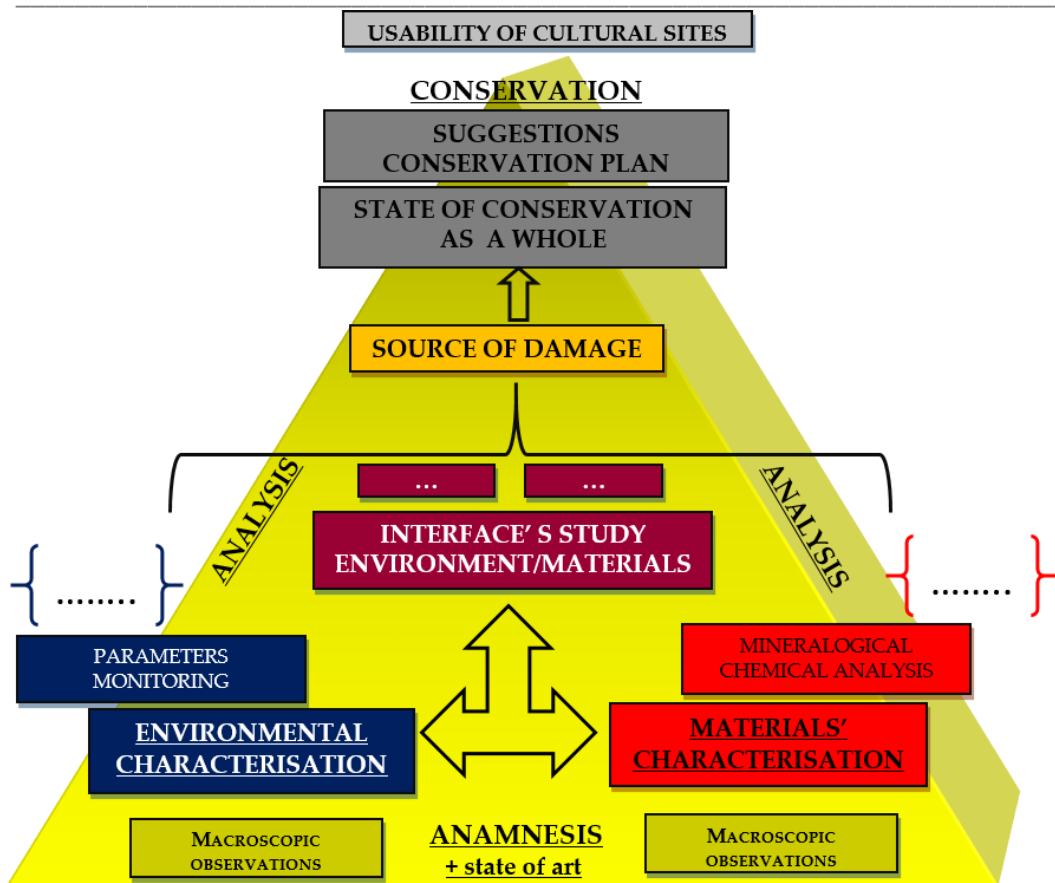 USABILITY OF CULTURAL SITES
CONSERVATION
SUGGESTIONS
CONSERVATION PLAN
STATE OF CONSERVATION
AS A WHOLE
SOURCE OF DAMAGE
ANALYSIS
ANALYSIS
...
...
INTERFACE' S STUDY
ENVIRONMENT/MATERIALS
........
........
PARAMETERS
MONITORING
MINERALOGICAL
CHEMICAL ANALYSIS
ENVIRONMENTAL
CHARACTERISATION
MATERIALS'
CHARACTERISATION
MACROSCOPIC
OBSERVATIONS
ANAMNESIS
+ state of art
MACROSCOPIC
OBSERVATIONS